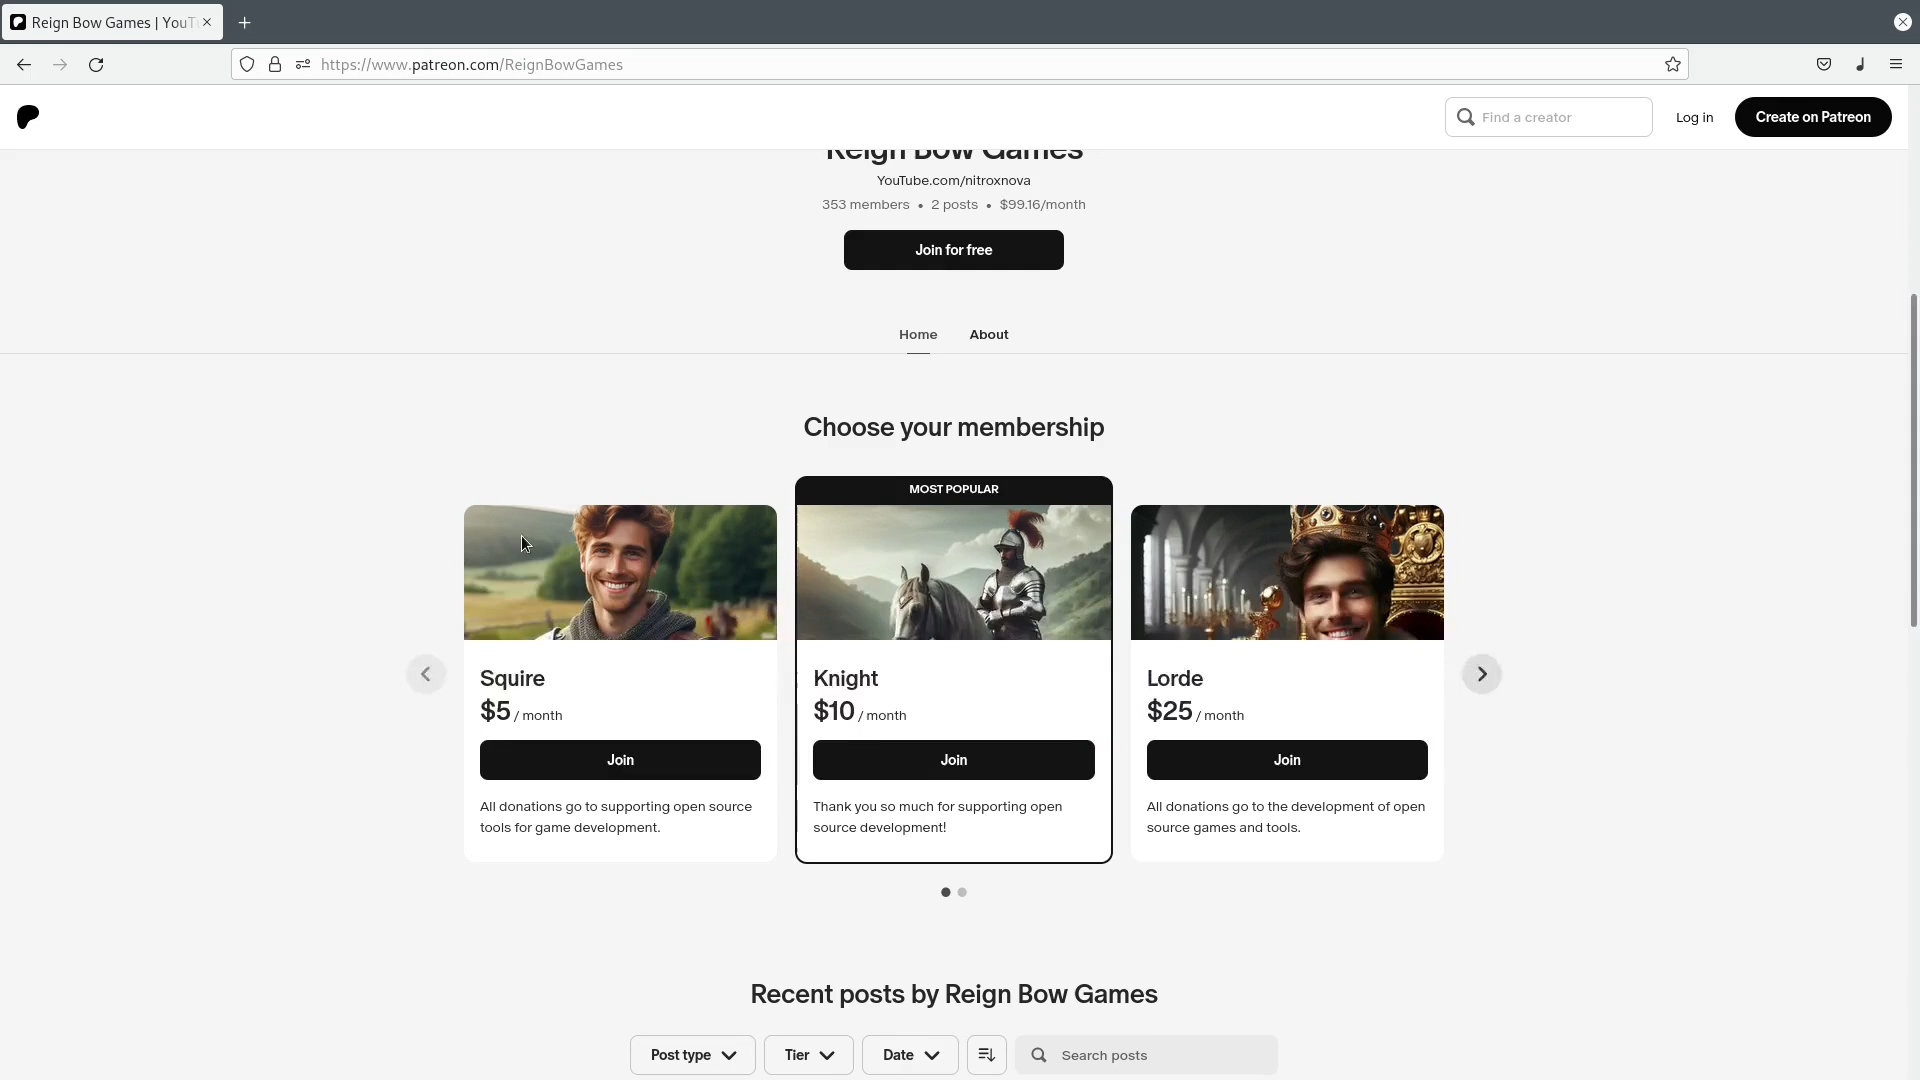 Reign Bow Games | YouT
https://www.patreon.com/ReignBowGames
Find a creator
Log in
Create on Patreon
Reign Bow Games
YouTube.com/nitroxnova
353 members • 2 posts • $99.16/month
Join for free
Home
About
Choose your membership
MOST POPULAR
Squire
$5 / month
Join
All donations go to supporting open source
tools for game development.
Knight
$10 / month
Join
Thank you so much for supporting open
source development!
Lorde
$25 / month
Join
All donations go to the development of open
source games and tools.
Recent posts by Reign Bow Games
Post type
Tier
Date
Search posts